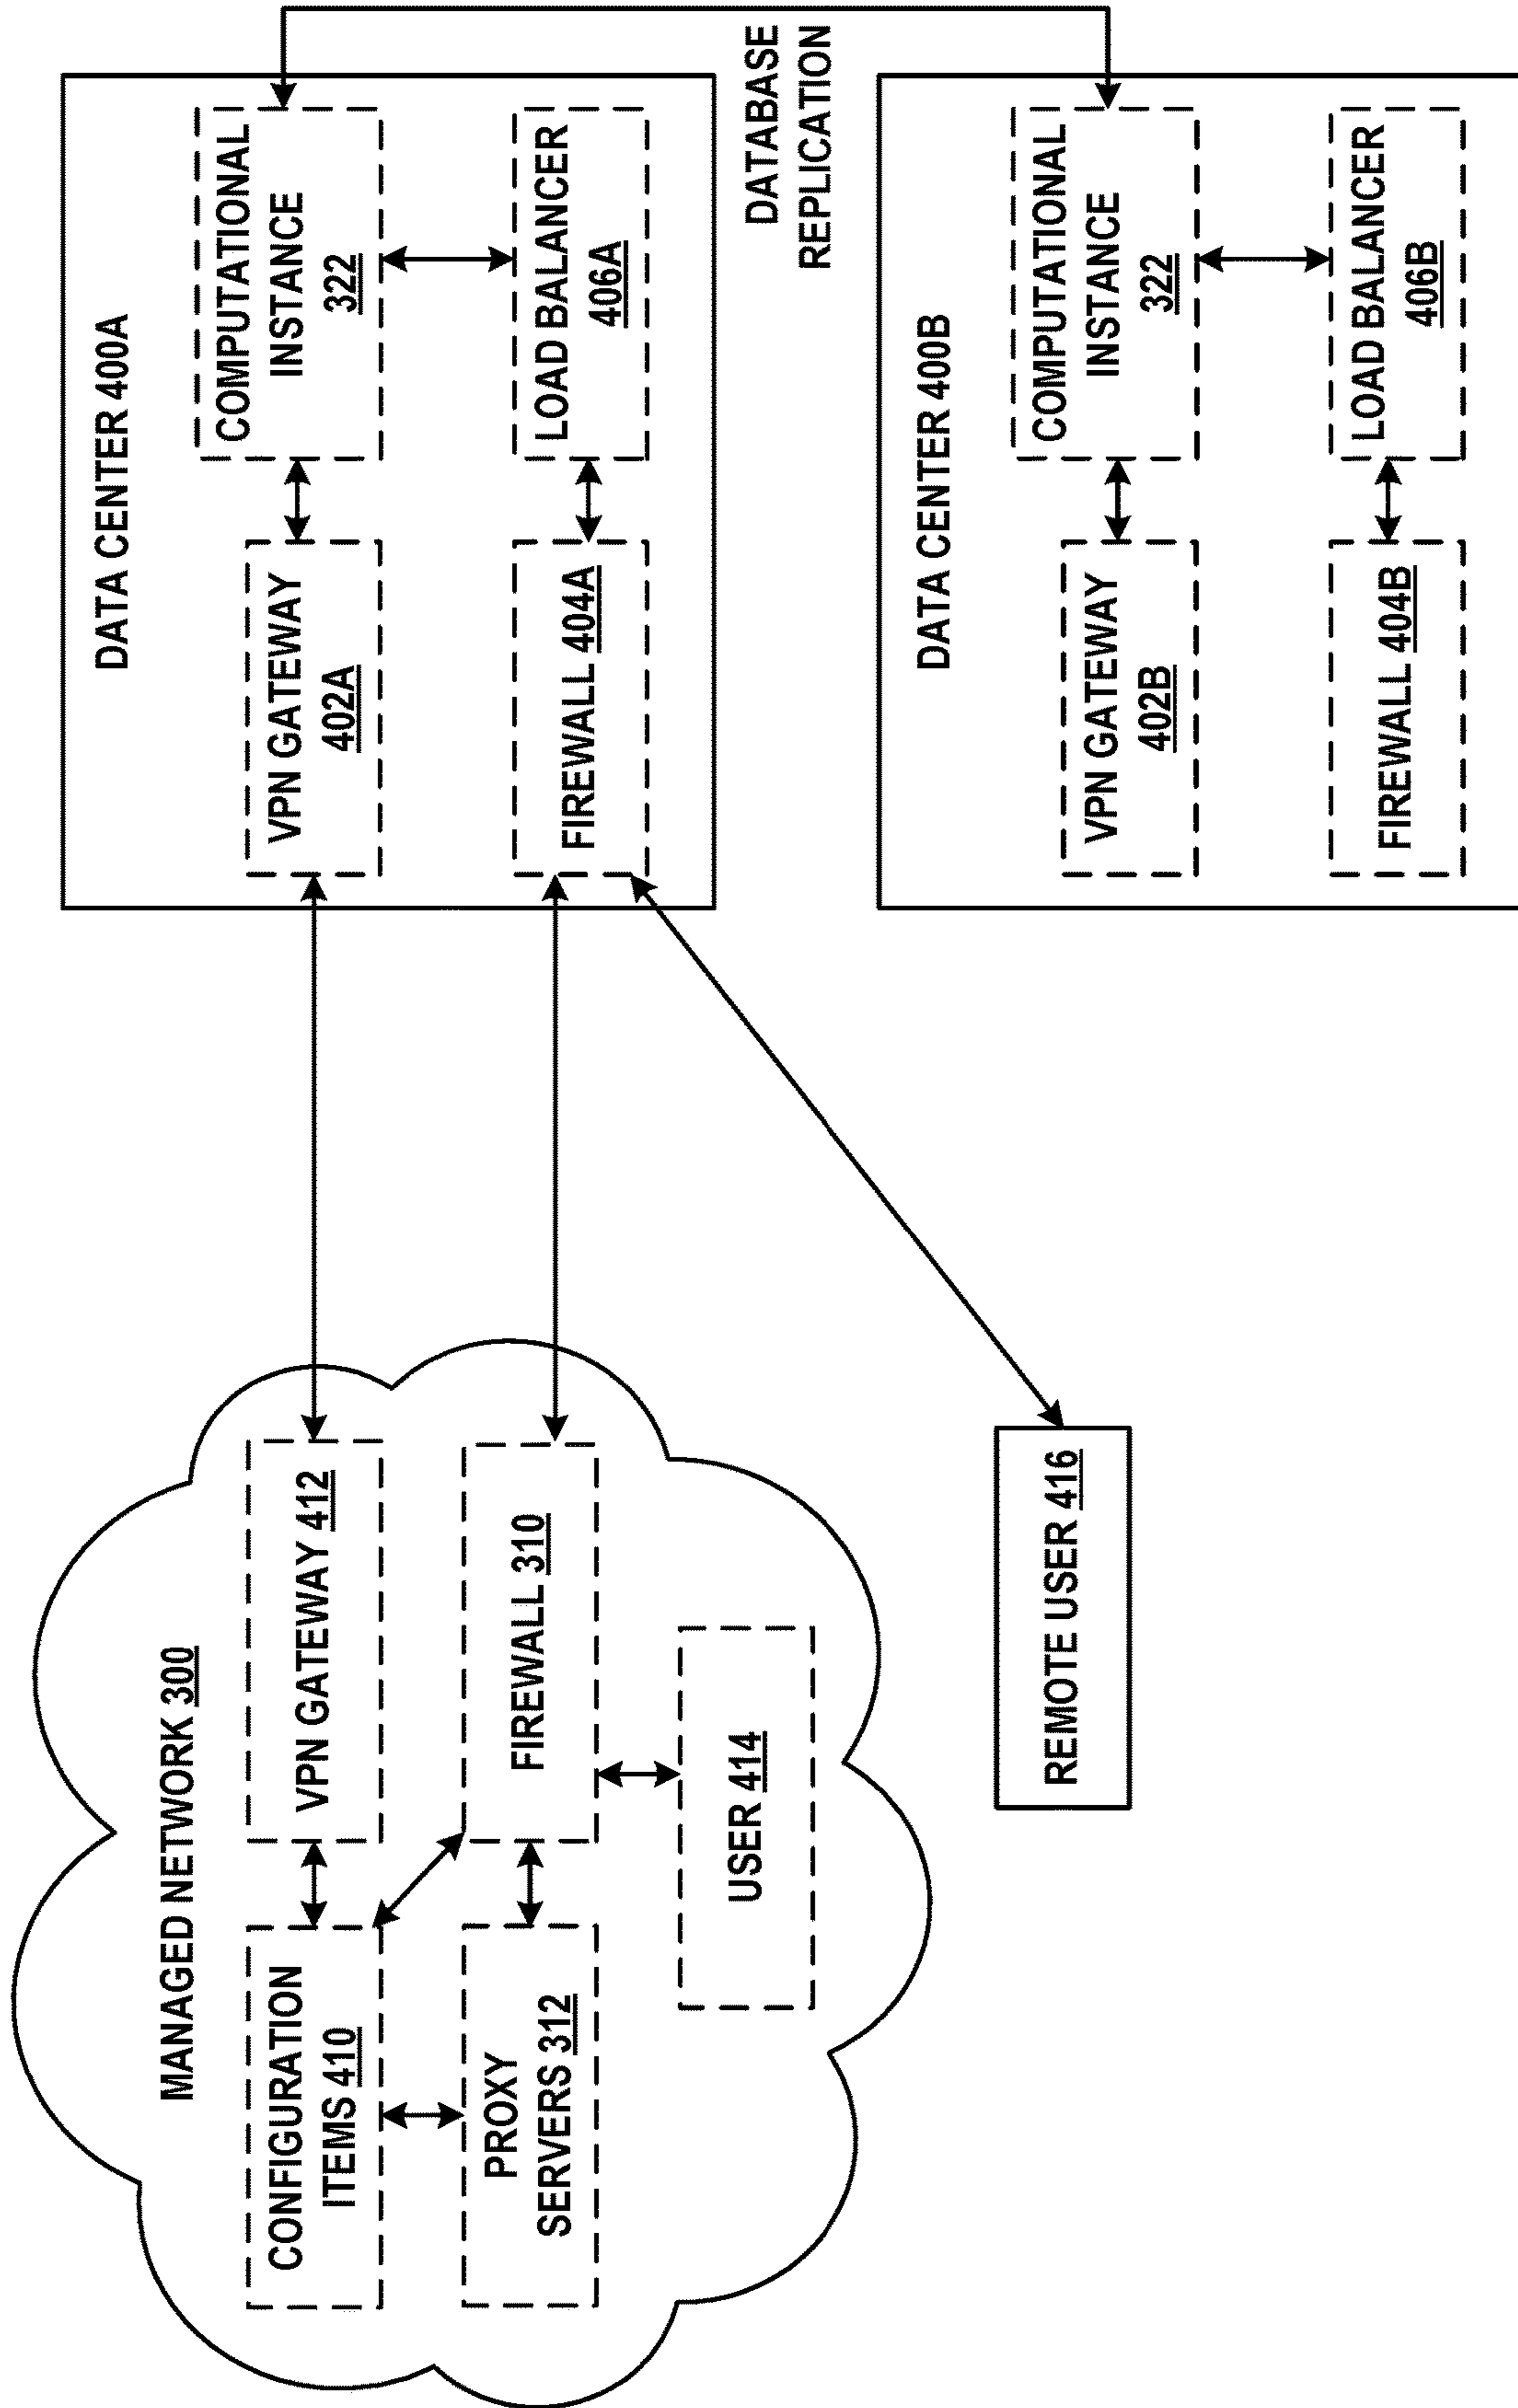 MANAGED NETWORK 300
CONFIGURATION
ITEMS 410
VPN GATEWAY 412
PROXY
SERVERS 312
FIREWALL 310
USER 414
REMOTE USER 416
DATA CENTER 400A
VPN GATEWAY
402A
COMPUTATIONAL
INSTANCE
322
FIREWALL 404A
LOAD BALANCER
406A
DATABASE
REPLICATION
DATA CENTER 400B
VPN GATEWAY
402B
COMPUTATIONAL
INSTANCE
322
FIREWALL 404B
LOAD BALANCER
406B